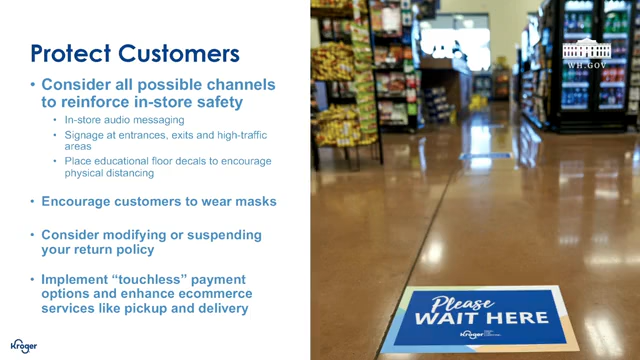 Protect Customers
• Consider all possible channels
to reinforce in-store safety
• In-store audio messaging
• Signage at entrances, exits and high-traffic
areas
• Place educational floor decals to encourage
physical distancing
• Encourage customers to wear masks
• Consider modifying or suspending
your return policy
• Implement “touchless” payment
options and enhance ecommerce
services like pickup and delivery
Kroger
WH.GOV
Please
WAIT HERE
Kroger